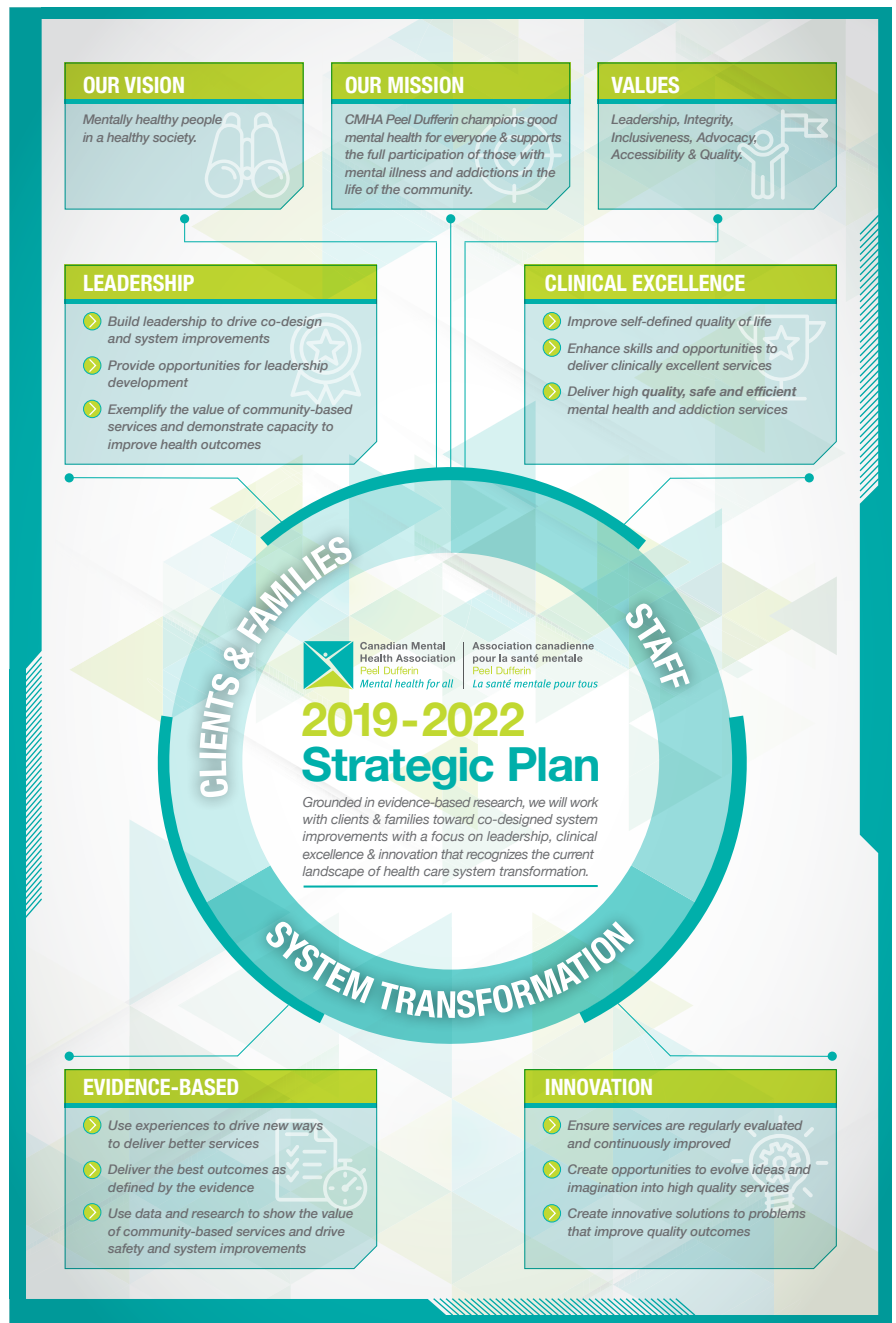 OUR VISION
Mentally healthy people
in a healthy society.
OUR MISSION
CMHA Peel Dufferin champions good
mental health for everyone & supports
the full participation of those with
mental illness and addictions in the
life of the community.
VALUES
Leadership, Integrity,
Inclusiveness, Advocacy,
Accessibility & Quality.
LEADERSHIP
Build leadership to drive co-design
and system improvements
Provide opportunities for leadership
development
Exemplify the value of community-based
services and demonstrate capacity to
improve health outcomes
CLINICAL EXCELLENCE
Improve self-defined quality of life
Enhance skills and opportunities to
deliver clinically excellent services
Deliver high quality, safe and efficient
mental health and addiction services
CLIENTS & FAMILIES
STAFF
Canadian Mental
Health Association
Peel Dufferin
Mental health for all
Association canadienne
pour la santé mentale
Peel Dufferin
La santé mentale pour tous
2019-2022
Strategic Plan
Grounded in evidence-based research, we will work
with clients & families toward co-designed system
improvements with a focus on leadership, clinical
excellence & innovation that recognizes the current
landscape of health care system transformation.
SYSTEM TRANSFORMATION
EVIDENCE-BASED
Use experiences to drive new ways
to deliver better services
Deliver the best outcomes as
defined by the evidence
Use data and research to show the value
of community-based services and drive
safety and system improvements
INNOVATION
Ensure services are regularly evaluated
and continuously improved
Create opportunities to evolve ideas and
imagination into high quality services
Create innovative solutions to problems
that improve quality outcomes